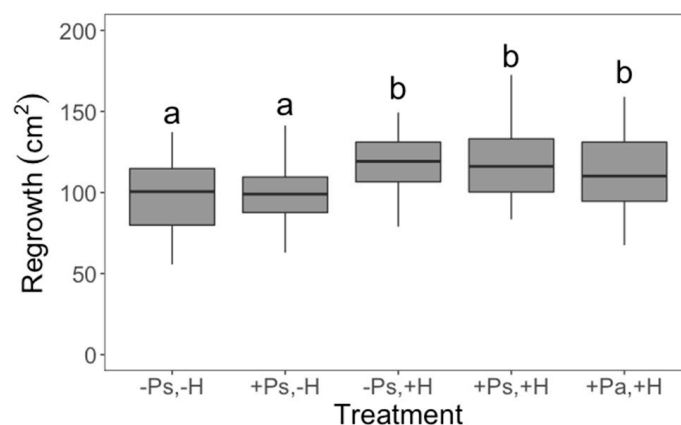 200
150
100
50
0
Regrowth (cm²)
a
a
b
b
b
-Ps,-H
+Ps,-H
-Ps,+H
+Ps,+H
+Pa,+H
Treatment